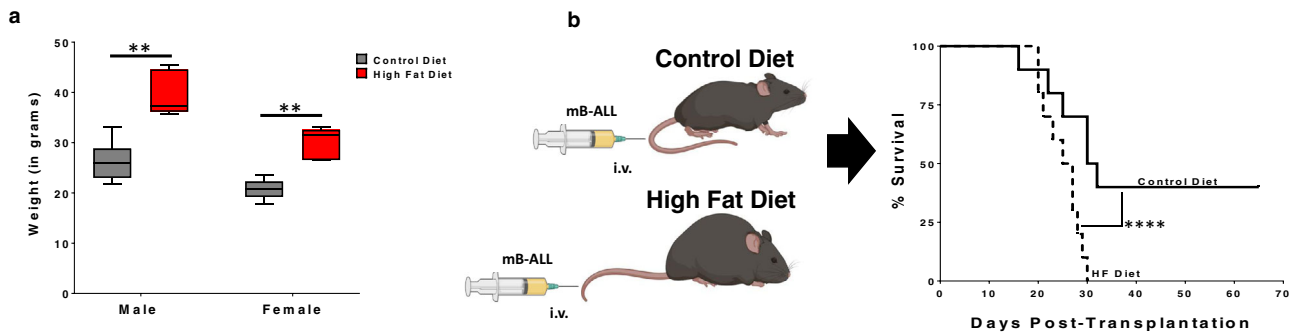 a
Weight (in grams)
50
40
30
20
10
0
**
**
Male
Female
Control Diet
High Fat Diet
b
Control Diet
mB-ALL
i.v.
High Fat Diet
mB-ALL
i.v.
% Survival
100
75
50
25
0
Control Diet
****
HF Diet
0 10 20 30 40 50 60 70
Days Post-Transplantation